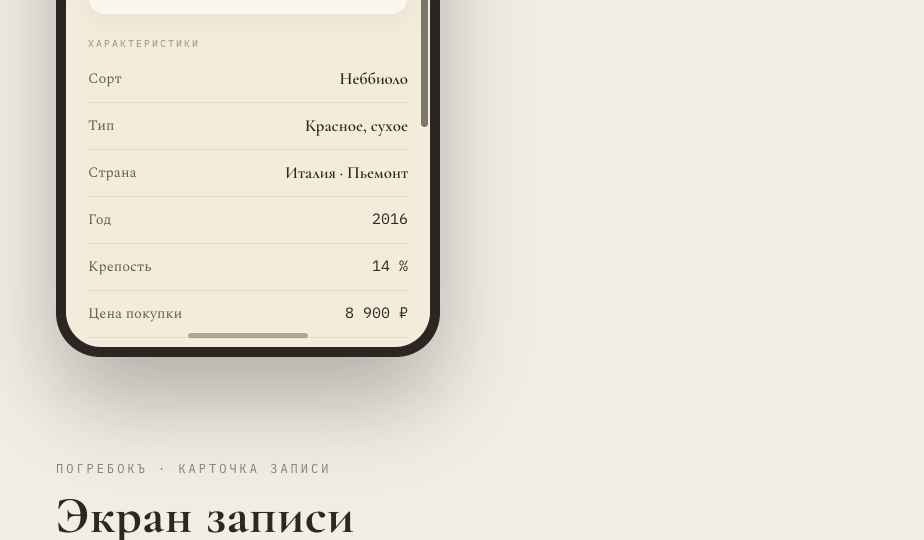 ХАРАКТЕРИСТИКИ
Сорт Неббиоло
Тип Красное, сухое
Страна Италия · Пьемонт
Год 2016
Крепость 14 %
Цена покупки 8 900 ₽
ПОГРЕБОКЪ · КАРТОЧКА ЗАПИСИ
Экран записи